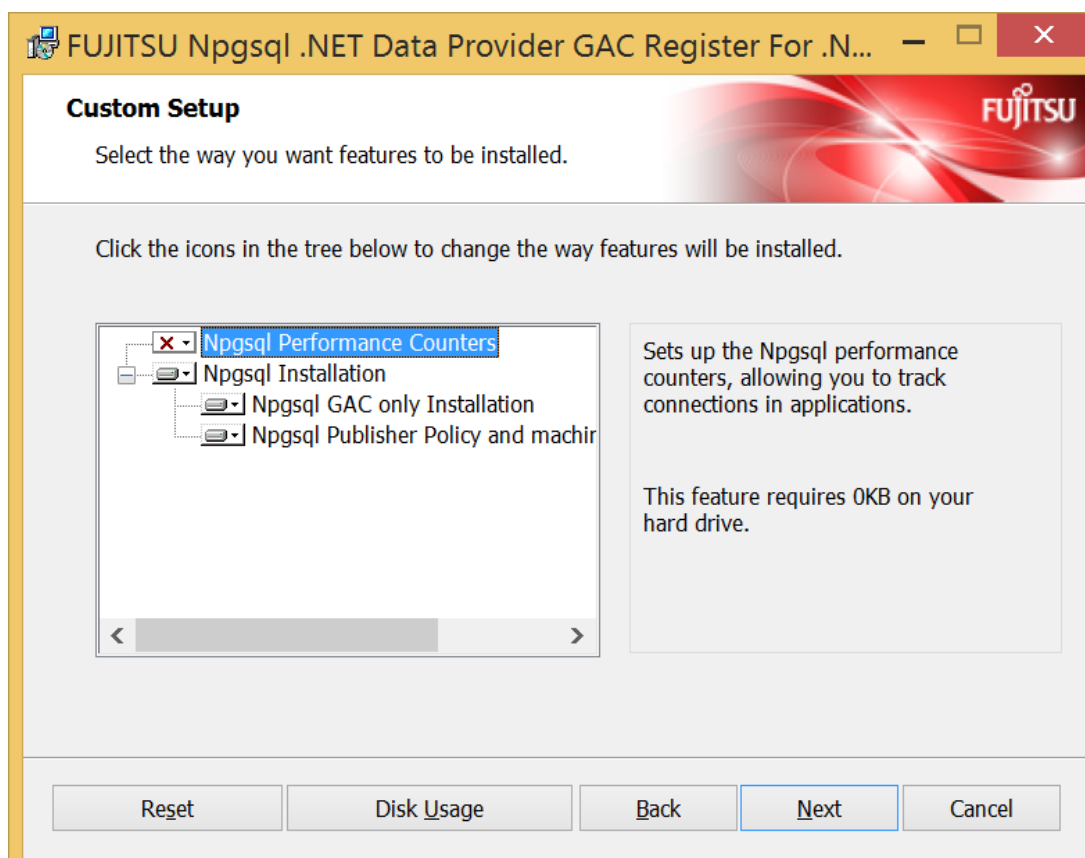 FUJITSU Npgsql .NET Data Provider GAC Register For .N...
Custom Setup
FUJITSU
Select the way you want features to be installed.
Click the icons in the tree below to change the way features will be installed.
Npgsql Performance Counters
Npgsql Installation
Npgsql GAC only Installation
Npgsql Publisher Policy and machin
Sets up the Npgsql performance
counters, allowing you to track
connections in applications.
This feature requires 0KB on your
hard drive.
Reset
Disk Usage
Back
Next
Cancel